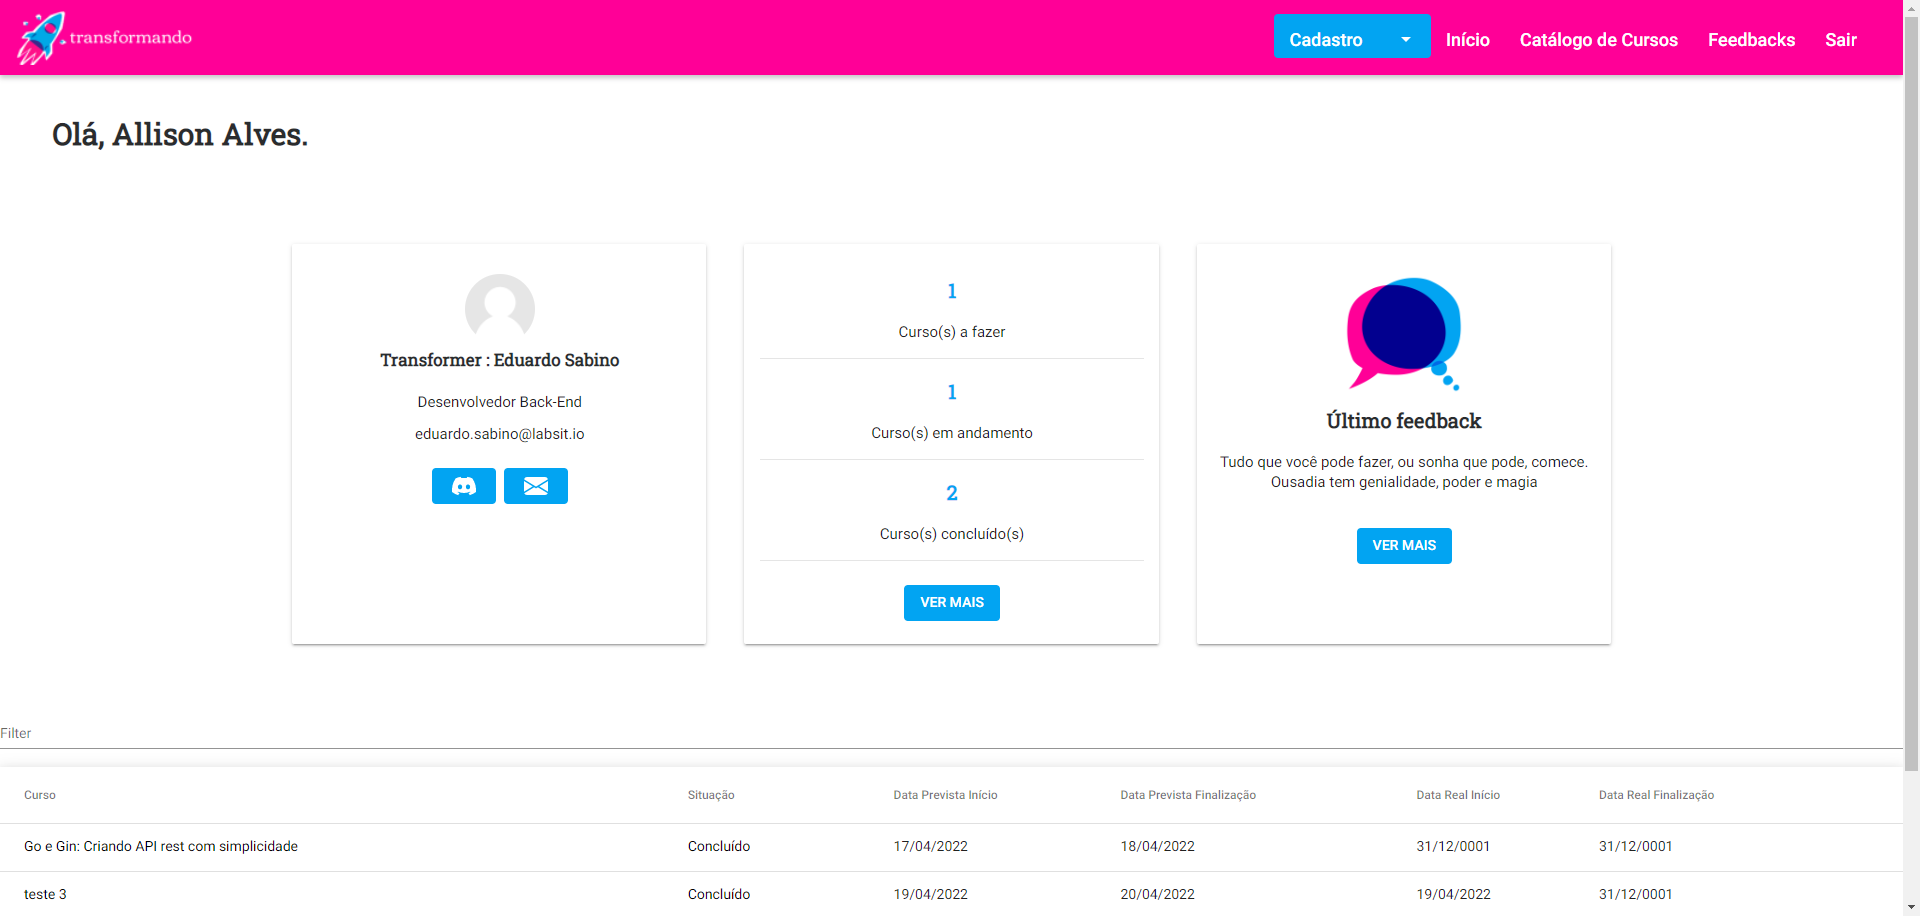 transformando
Cadastro Início Catálogo de Cursos Feedbacks Sair
Olá, Allison Alves.
Transformer : Eduardo Sabino
Desenvolvedor Back-End
eduardo.sabino@labsit.io
1
Curso(s) a fazer
1
Curso(s) em andamento
2
Curso(s) concluído(s)
VER MAIS
Último feedback
Tudo que você pode fazer, ou sonha que pode, comece.
Ousadia tem genialidade, poder e magia
VER MAIS
Filter
Curso Situação Data Prevista Início Data Prevista Finalização Data Real Início Data Real Finalização
Go e Gin: Criando API rest com simplicidade Concluído 17/04/2022 18/04/2022 31/12/0001 31/12/0001
teste 3 Concluído 19/04/2022 20/04/2022 19/04/2022 31/12/0001